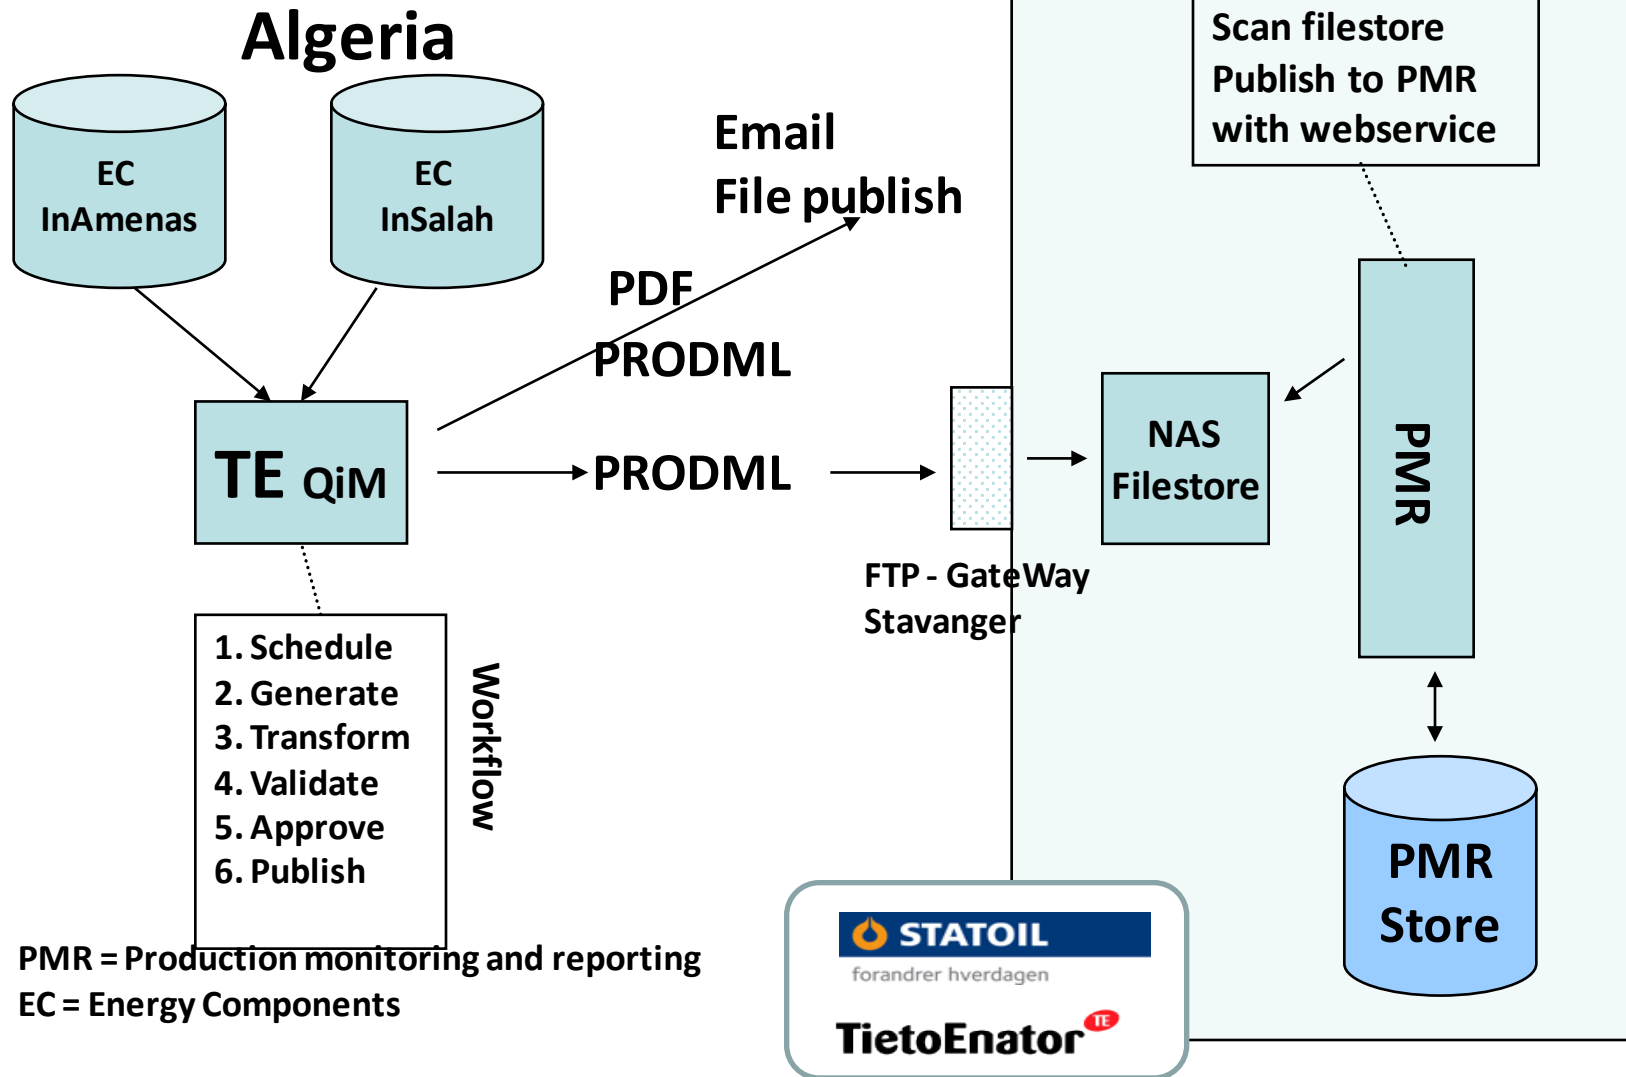 Algeria
EC
InAmenas
EC
InSalah
Email
File publish
Scan filestore
Publish to PMR
with webservice
PDF
PRODML
TE QiM
PRODML
NAS
Filestore
PMR
FTP - GateWay
Stavanger
1. Schedule
2. Generate
3. Transform
4. Validate
5. Approve
6. Publish
Workflow
PMR
Store
PMR = Production monitoring and reporting
EC = Energy Components
STATOIL
forandrer hverdagen
TietoEnator TE